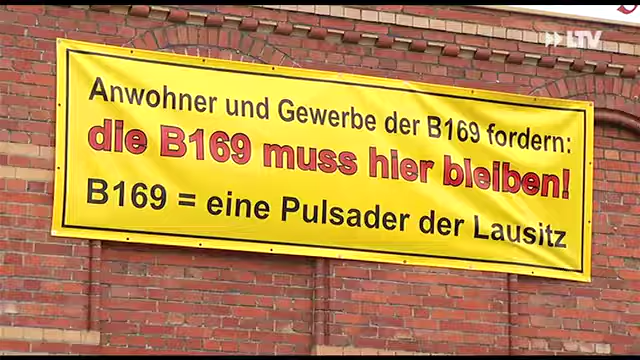 LTV
Anwohner und Gewerbe der B169 fordern:
die B169 muss hier bleiben!
B169 = eine Pulsader der Lausitz